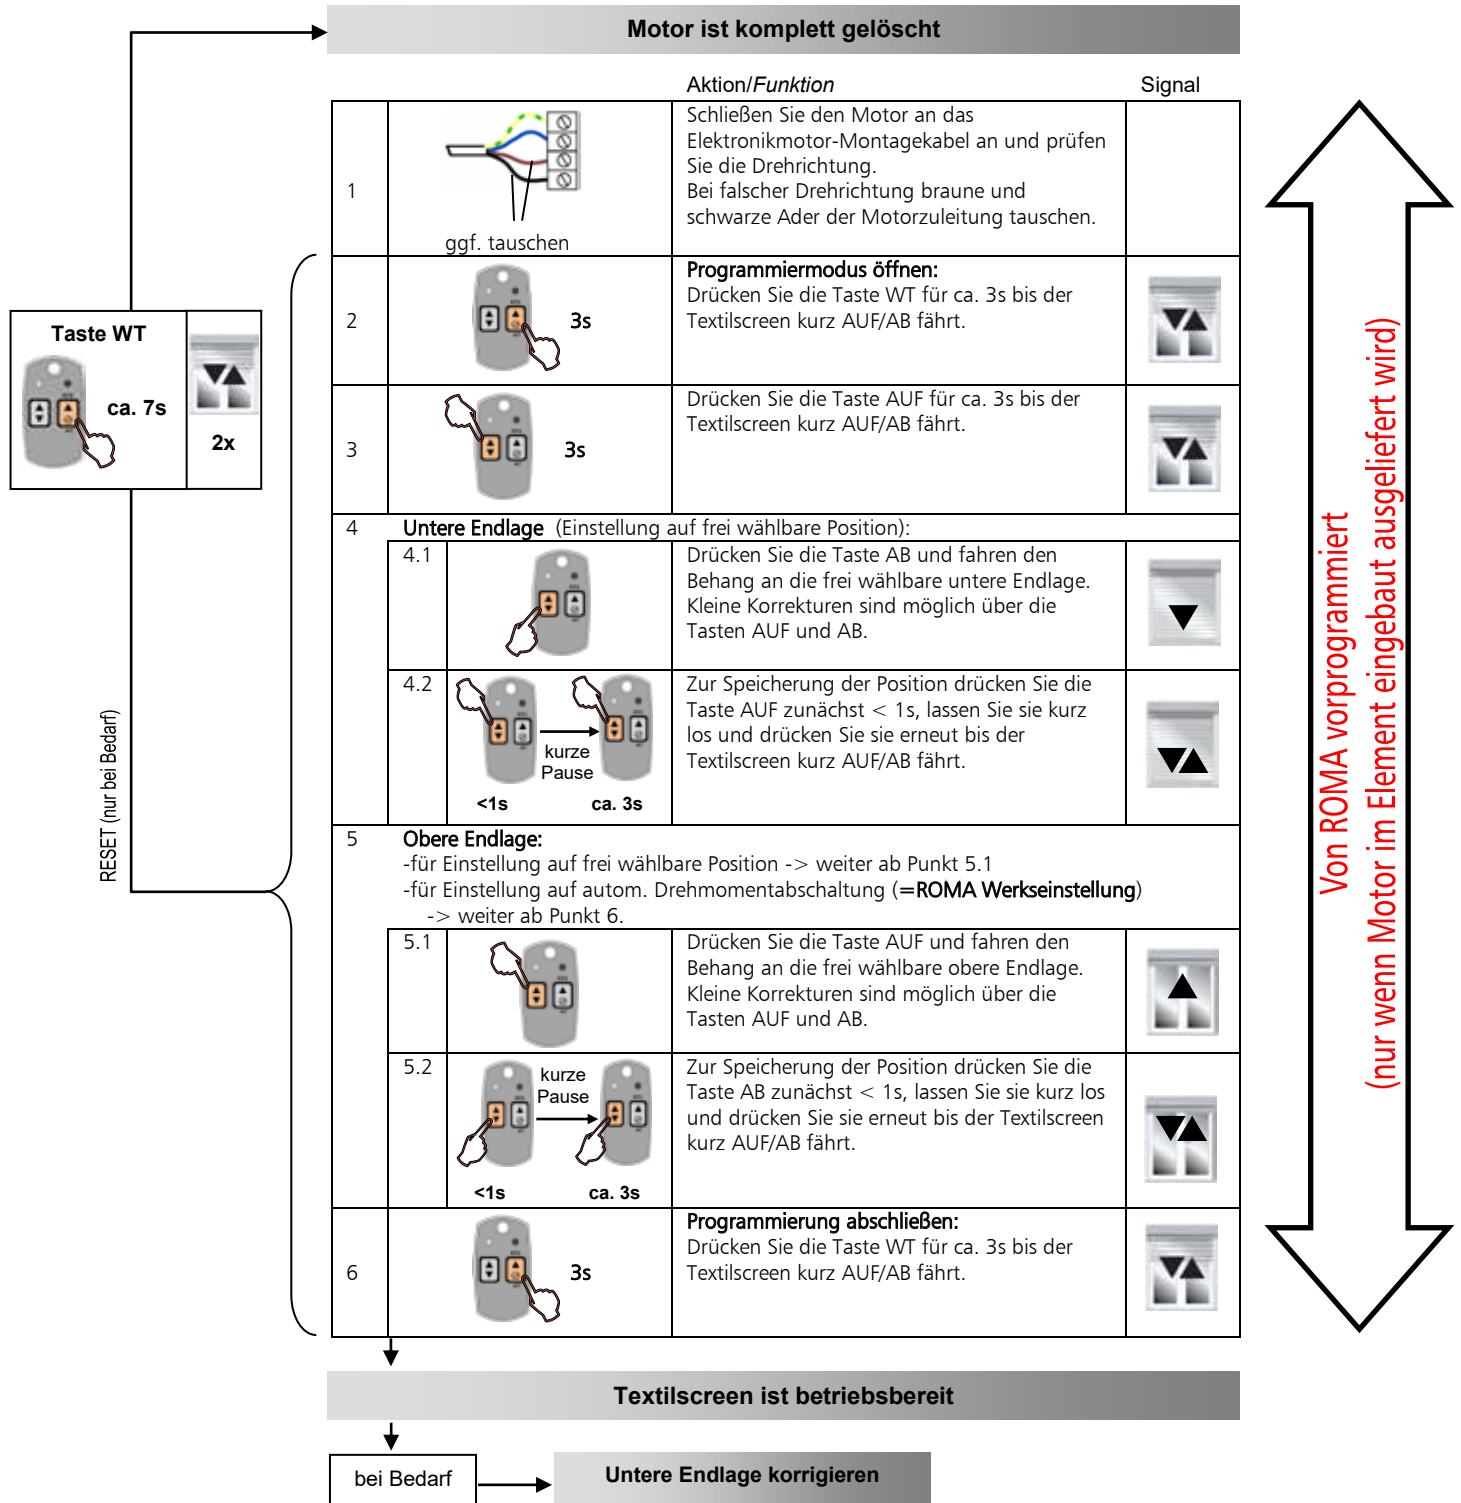 Motor ist komplett gelöscht
Aktion/Funktion
Signal
1
ggf. tauschen
Schließen Sie den Motor an das
Elektronikmotor-Montagekabel an und prüfen
Sie die Drehrichtung.
Bei falscher Drehrichtung braune und
schwarze Ader der Motorzuleitung tauschen.
2
3s
Programmiermodus öffnen:
Drücken Sie die Taste WT für ca. 3s bis der
Textilscreen kurz AUF/AB fährt.
Taste WT
ca. 7s
2x
RESET (nur bei Bedarf)
3
3s
Drücken Sie die Taste AUF für ca. 3s bis der
Textilscreen kurz AUF/AB fährt.
4 Untere Endlage (Einstellung auf frei wählbare Position):
4.1
Drücken Sie die Taste AB und fahren den
Behang an die frei wählbare untere Endlage.
Kleine Korrekturen sind möglich über die
Tasten AUF und AB.
4.2
kurze
Pause
<1s ca. 3s
Zur Speicherung der Position drücken Sie die
Taste AUF zunächst < 1s, lassen Sie sie kurz
los und drücken Sie sie erneut bis der
Textilscreen kurz AUF/AB fährt.
5 Obere Endlage:
-für Einstellung auf frei wählbare Position -> weiter ab Punkt 5.1
-für Einstellung auf autom. Drehmomentabschaltung (=ROMA Werkseinstellung)
-> weiter ab Punkt 6.
5.1
Drücken Sie die Taste AUF und fahren den
Behang an die frei wählbare obere Endlage.
Kleine Korrekturen sind möglich über die
Tasten AUF und AB.
5.2
kurze
Pause
<1s ca. 3s
Zur Speicherung der Position drücken Sie die
Taste AB zunächst < 1s, lassen Sie sie kurz los
und drücken Sie sie erneut bis der Textilscreen
kurz AUF/AB fährt.
6
3s
Programmierung abschließen:
Drücken Sie die Taste WT für ca. 3s bis der
Textilscreen kurz AUF/AB fährt.
Von ROMA vorprogrammiert
(nur wenn Motor im Element eingebaut ausgeliefert wird)
Textilscreen ist betriebsbereit
bei Bedarf
Untere Endlage korrigieren